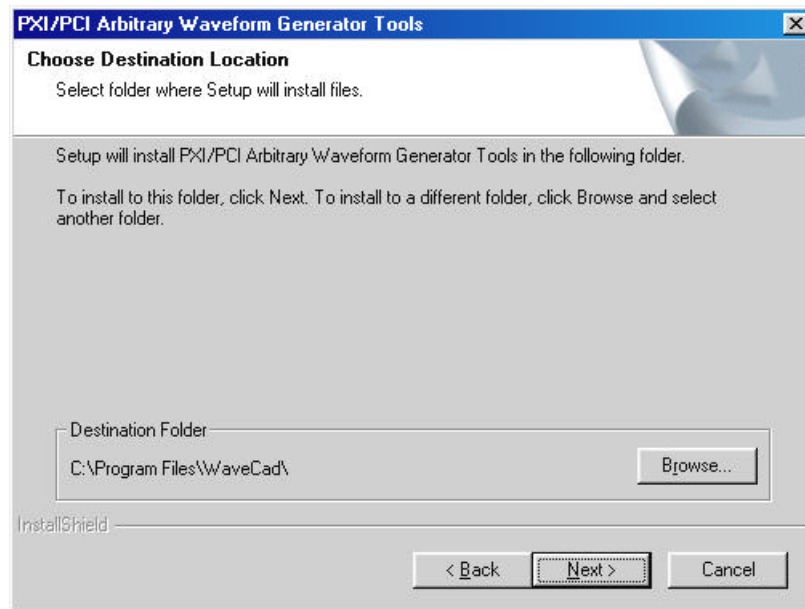 PXI/PCI Arbitrary Waveform Generator Tools
Choose Destination Location
Select folder where Setup will install files.
Setup will install PXI/PCI Arbitrary Waveform Generator Tools in the following folder.
To install to this folder, click Next. To install to a different folder, click Browse and select
another folder.
Destination Folder
C:\Program Files\WaveCad\
Browse...
InstallShield
< Back
Next >
Cancel